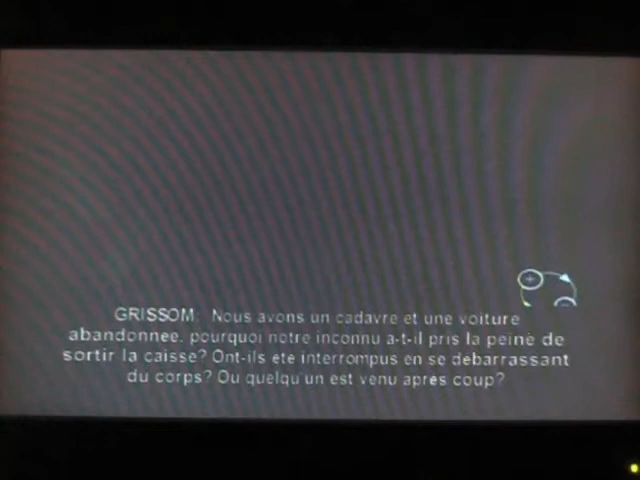 GRISSOM: Nous avons un cadavre et une voiture
abandonnee. pourquoi notre inconnu a-t-il pris la peine de
sortir la caisse? Ont-ils ete interrompus en se debarrassant
du corps? Ou quelqu'un est venu apres coup?